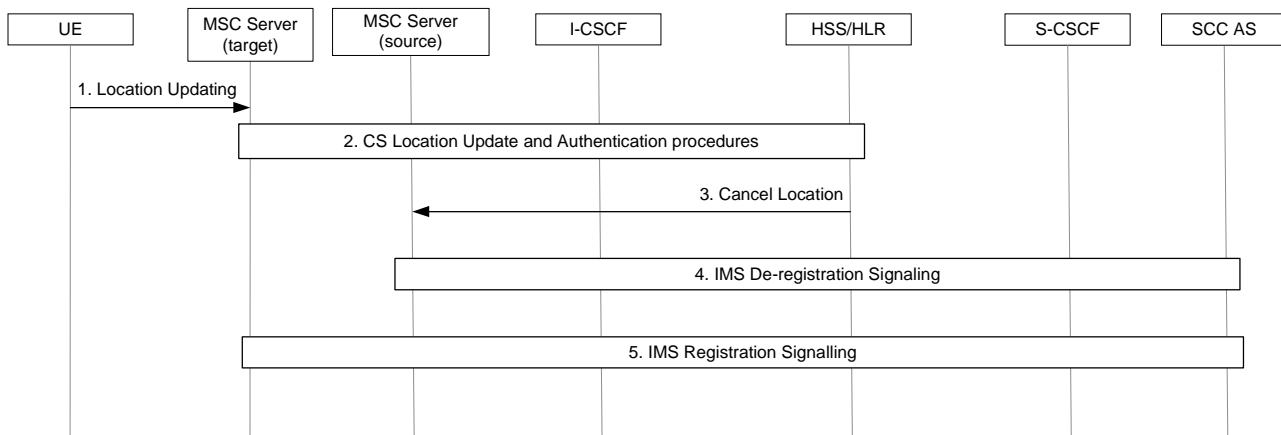 UE
MSC Server
(target)
MSC Server
(source)
I-CSCF
HSS/HLR
S-CSCF
SCC AS
1. Location Updating
2. CS Location Update and Authentication procedures
3. Cancel Location
4. IMS De-registration Signaling
5. IMS Registration Signalling